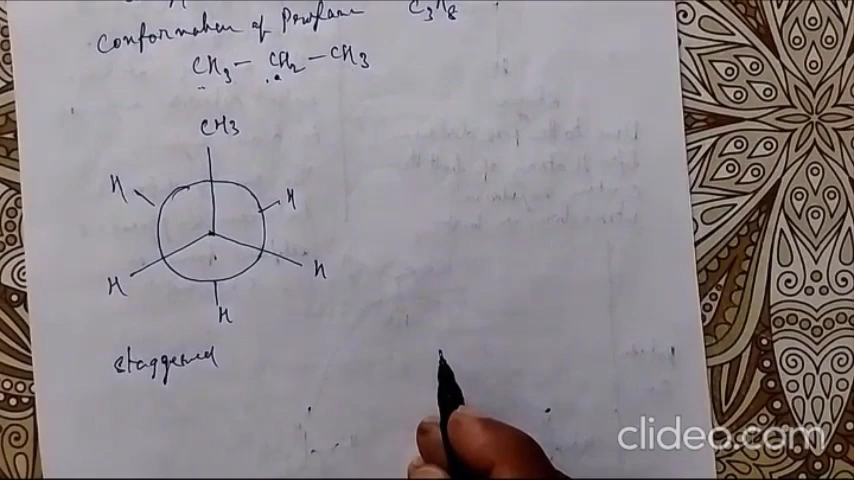 Conformation of Propane C3H8
CH3 - CH2 - CH3
CH3
H
H
H
H
H
staggered
clideo.com